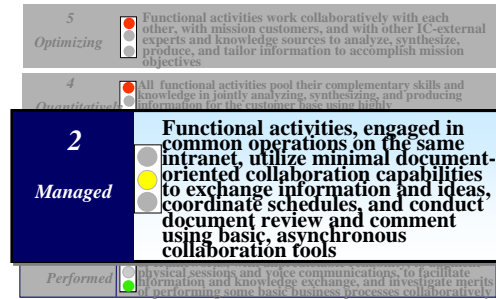 5
Optimizing
Functional activities work collaboratively with each
other, with mission customers, and with other IC-external
experts and knowledge sources to analyze, synthesize,
produce, and tailor information to accomplish mission
objectives
4
Quantitatively
All functional activities pool their complementary skills and
knowledge in jointly analyzing, synthesizing, and producing
information for the customer base using highly
2
Managed
Functional activities, engaged in
common operations on the same
intranet, utilize minimal document-
oriented collaboration capabilities
to exchange information and ideas,
coordinate schedules, and conduct
document review and comment
using basic, asynchronous
collaboration tools
Performed
physical sessions and voice communications, to facilitate
information and knowledge exchange, and investigate merits
of performing some basic business processes collaboratively